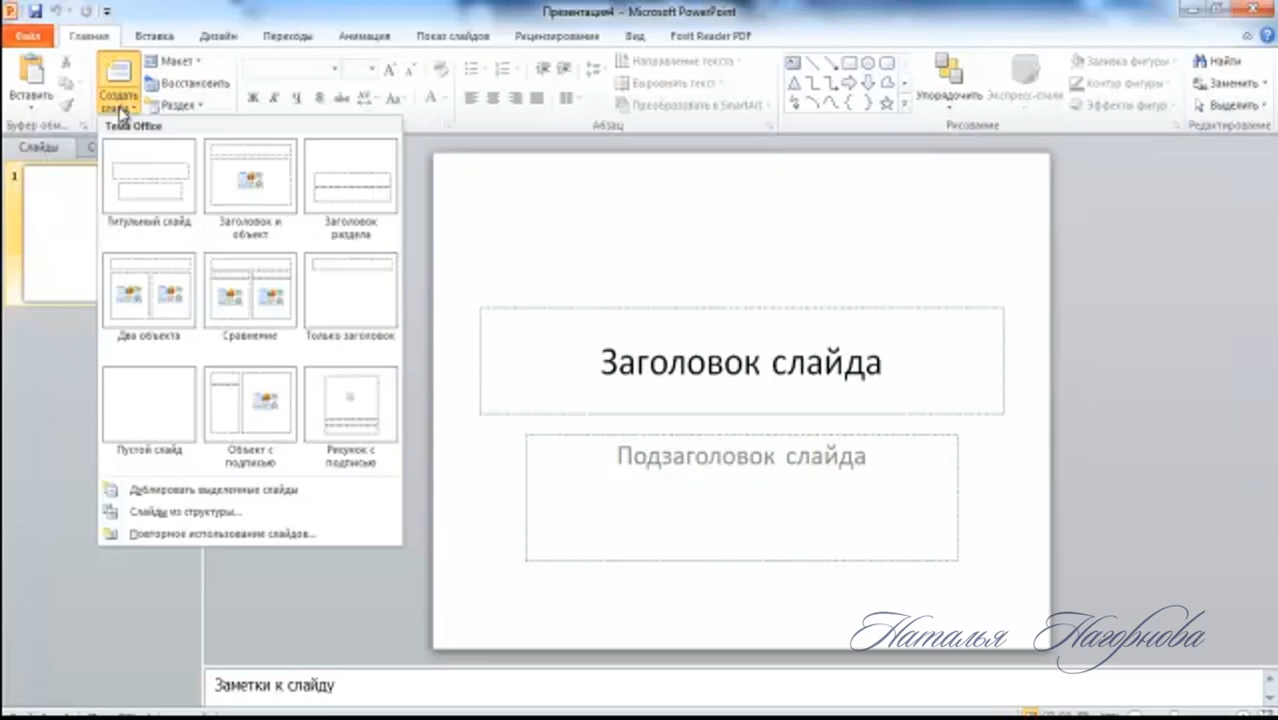 Презентация4 - Microsoft PowerPoint
Файл Главная Вставка Дизайн Переходы Анимация Показ слайдов Рецензирование Вид Foxit Reader PDF
Вставить
Создать слайд
Макет
Восстановить
Раздел
Направление текста
Выровнять текст
Преобразовать в SmartArt
Упорядочить
Экспресс-стили
Заливка фигуры
Контур фигуры
Эффекты фигур
Найти
Заменить
Выделить
Буфер обм...
Абзац
Рисование
Редактирование
Слайды
Тема Office
1
Титульный слайд
Заголовок и объект
Заголовок раздела
Два объекта
Сравнение
Только заголовок
Пустой слайд
Объект с подписью
Рисунок с подписью
Дублировать выделенные слайды
Слайды из структуры...
Повторное использование слайдов...
Заголовок слайда
Подзаголовок слайда
Наталья Нагорнова
Заметки к слайду